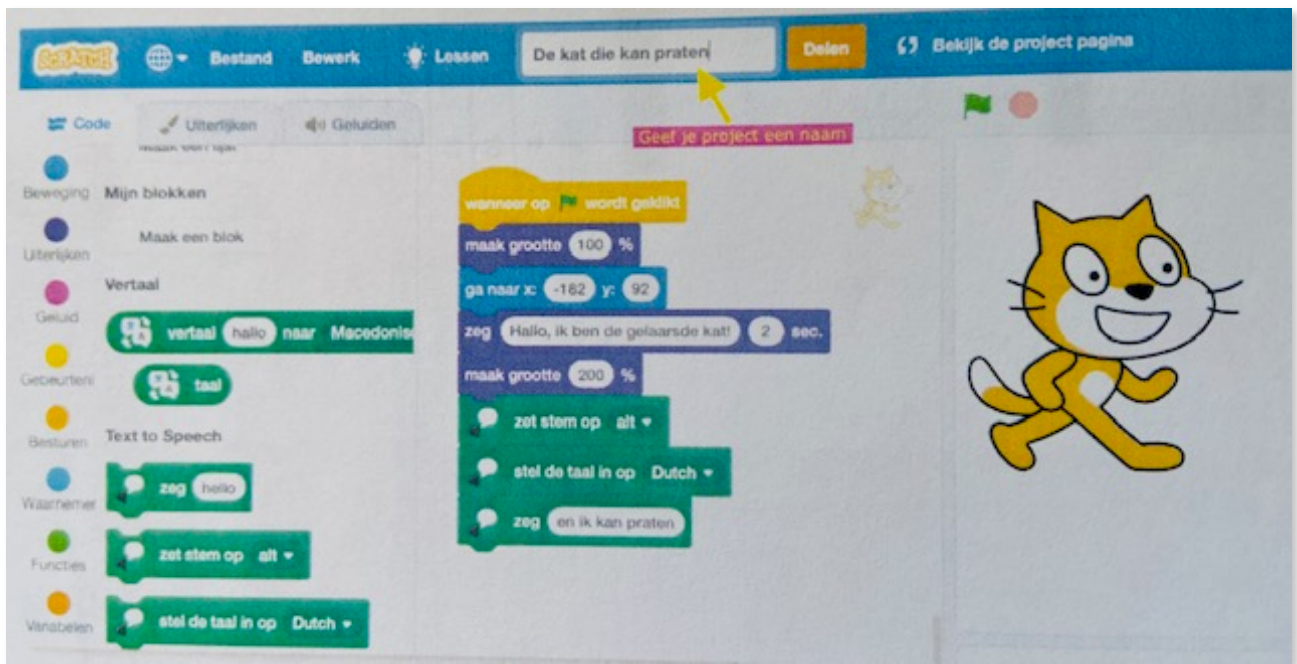 SCRATCH Bestand Bewerk Lessen De kat die kan praten Delen Bekijk de project pagina
Code Uiterlijken Geluiden
Geef je project een naam
Beweging
Uiterlijken
Geluid
Gebeurteni
Besturen
Waarnemer
Functies
Variabelen
Mijn blokken
Maak een blok
Vertaal
vertaal hallo naar Macedonisc
taal
Text to Speech
zeg hello
zet stem op alt
stel de taal in op Dutch
wanneer op wordt geklikt
maak grootte 100 %
ga naar x: -182 y: 92
zeg Hallo, ik ben de gelaarsde kat! 2 sec.
maak grootte 200 %
zet stem op alt
stel de taal in op Dutch
zeg en ik kan praten